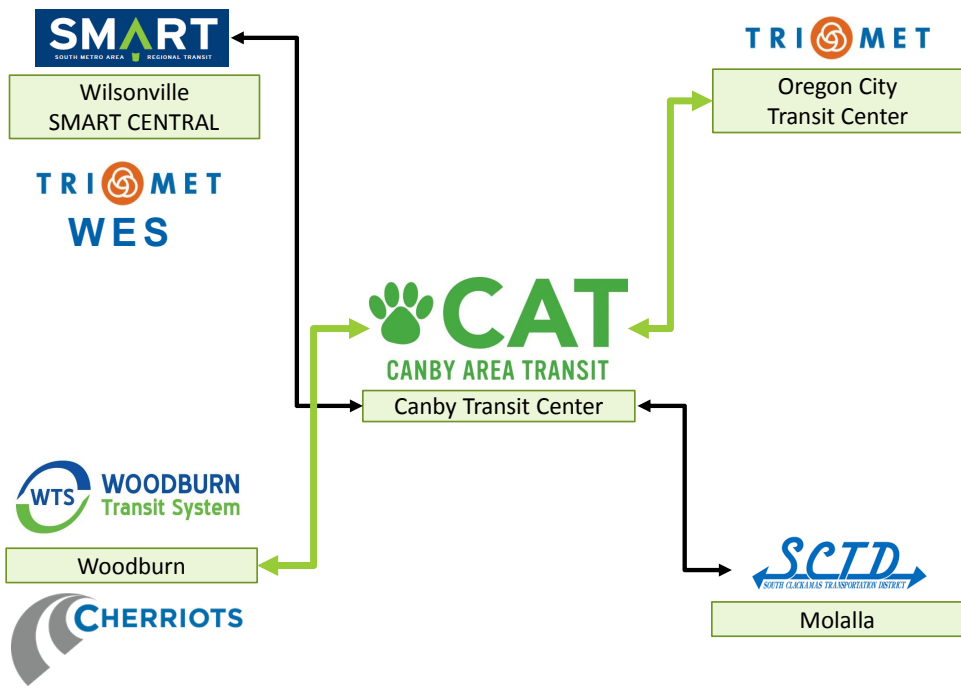 SMART
SOUTH METRO AREA REGIONAL TRANSIT
Wilsonville
SMART CENTRAL
TRI MET
WES
TRI MET
Oregon City
Transit Center
CAT
CANBY AREA TRANSIT
Canby Transit Center
WTS
WOODBURN
Transit System
Woodburn
CHERRIOTS
SCTD
SOUTH CLACKAMAS TRANSPORTATION DISTRICT
Molalla